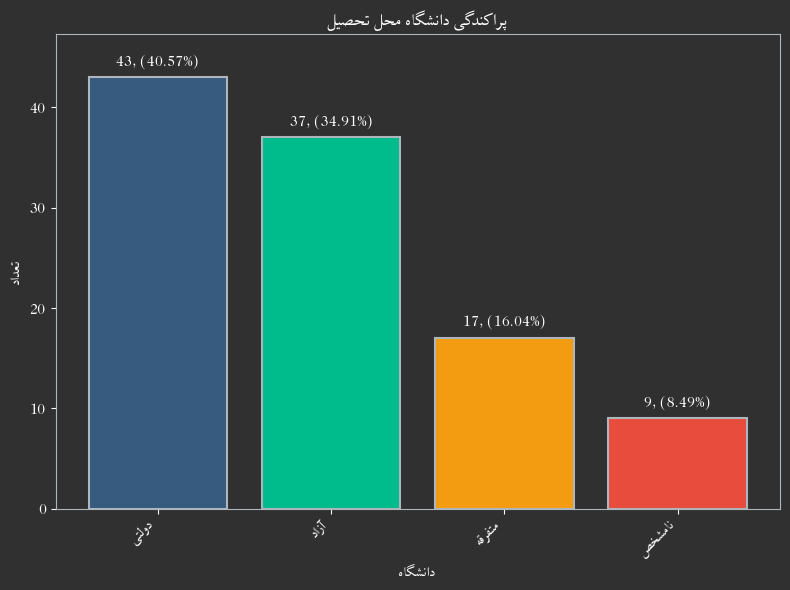 پراکندگی دانشگاه محل تحصیل
43, (40.57%)
37, (34.91%)
17, (16.04%)
9, (8.49%)
40
30
20
10
0
تعداد
دولتی
آزاد
متفرقه
نامشخص
دانشگاه